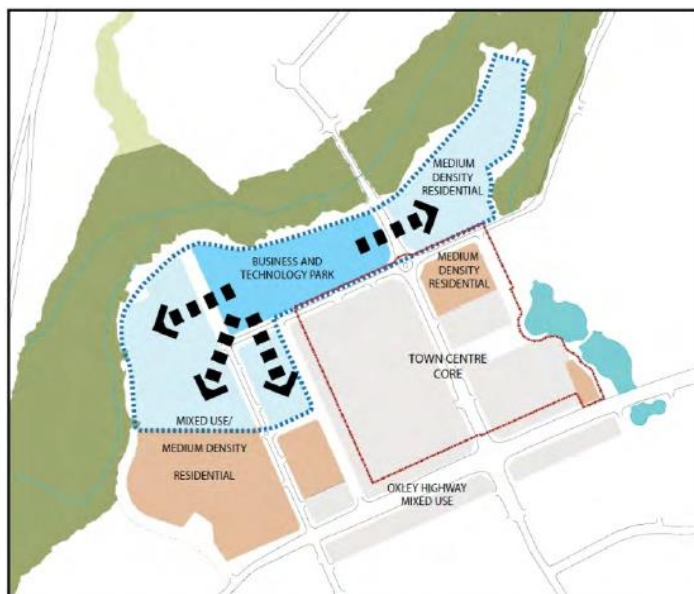 MEDIUM
DENSITY
RESIDENTIAL
BUSINESS AND
TECHNOLOGY PARK
MEDIUM
DENSITY
RESIDENTIAL
TOWN CENTRE
CORE
MIXED USE/
MEDIUM DENSITY
RESIDENTIAL
OXLEY HIGHWAY
MIXED USE